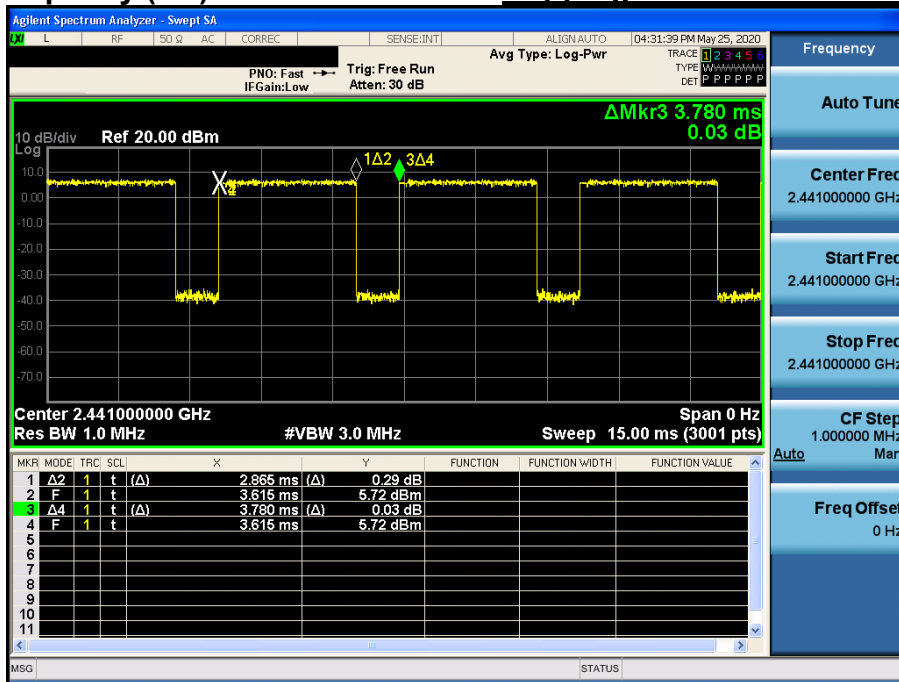 Agilent Spectrum Analyzer - Swept SA
LXI L RF 50 Ω AC CORREC SENSE:INT ALIGN AUTO 04:31:39 PM May 25, 2020
Avg Type: Log-Pwr
TRACE 1 2 3 4 5 6
TYPE WWWWWW
DET P P P P P P
PNO: Fast
IFGain:Low
Trig: Free Run
Atten: 30 dB
ΔMkr3 3.780 ms
0.03 dB
10 dB/div Ref 20.00 dBm
Log
10.0
0.00
-10.0
-20.0
-30.0
-40.0
-50.0
-60.0
-70.0
1Δ2 3Δ4
Center 2.441000000 GHz Span 0 Hz
Res BW 1.0 MHz #VBW 3.0 MHz Sweep 15.00 ms (3001 pts)
MKR MODE TRC SCL X Y FUNCTION FUNCTION WIDTH FUNCTION VALUE
1 Δ2 1 t (Δ) 2.865 ms (Δ) 0.29 dB
2 F 1 t 3.615 ms 5.72 dBm
3 Δ4 1 t (Δ) 3.780 ms (Δ) 0.03 dB
4 F 1 t 3.615 ms 5.72 dBm
5
6
7
8
9
10
11
MSG STATUS
Frequency
Auto Tune
Center Freq
2.441000000 GHz
Start Freq
2.441000000 GHz
Stop Freq
2.441000000 GHz
CF Step
1.000000 MHz
Auto Man
Freq Offset
0 Hz